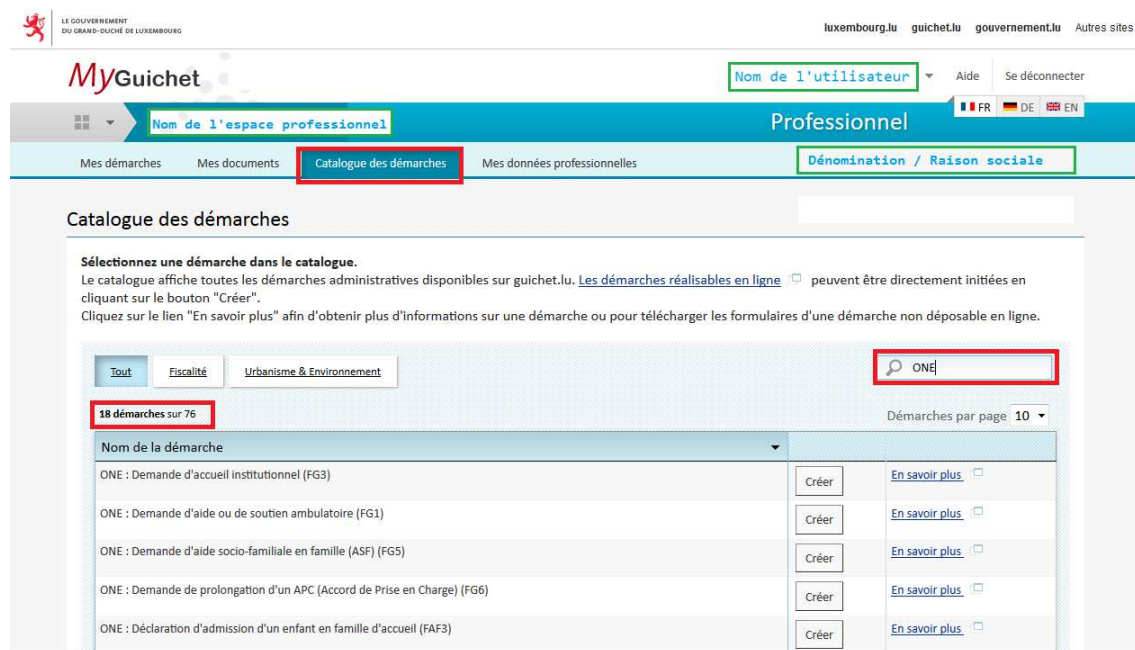 LE GOUVERNEMENT
DU GRAND-DUCHÉ DE LUXEMBOURG
luxembourg.lu guichet.lu gouvernement.lu Autres sites
MyGuichet
Nom de l'utilisateur Aide Se déconnecter
FR DE EN
Nom de l'espace professionnel
Professionnel
Mes démarches Mes documents Catalogue des démarches Mes données professionnelles
Dénomination / Raison sociale
Catalogue des démarches
Sélectionnez une démarche dans le catalogue.
Le catalogue affiche toutes les démarches administratives disponibles sur guichet.lu. Les démarches réalisables en ligne peuvent être directement initiées en
cliquant sur le bouton "Créer".
Cliquez sur le lien "En savoir plus" afin d'obtenir plus d'informations sur une démarche ou pour télécharger les formulaires d'une démarche non déposable en ligne.
Tout Fiscalité Urbanisme & Environnement
ONE
18 démarches sur 76
Démarches par page 10
Nom de la démarche
ONE : Demande d'accueil institutionnel (FG3) Créer En savoir plus
ONE : Demande d'aide ou de soutien ambulatoire (FG1) Créer En savoir plus
ONE : Demande d'aide socio-familiale en famille (ASF) (FG5) Créer En savoir plus
ONE : Demande de prolongation d'un APC (Accord de Prise en Charge) (FG6) Créer En savoir plus
ONE : Déclaration d'admission d'un enfant en famille d'accueil (FAF3) Créer En savoir plus